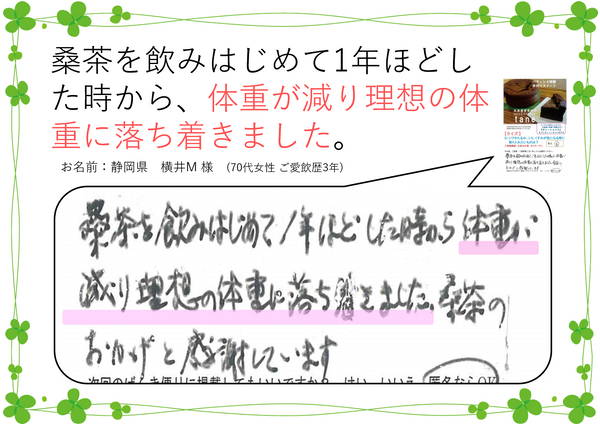 桑茶を飲みはじめて1年ほどし
た時から、体重が減り理想の体
重に落ち着きました。
お名前：静岡県　横井M 様　(70代女性 ご愛飲歴3年)
tane
桑茶を飲みはじめて1年ほどした時から体重が
減り理想の体重に落ち着きました。桑茶の
おかげと感謝しています
次回のはがき便りに掲載してもいいですか？　はい　いいえ　匿名ならOK